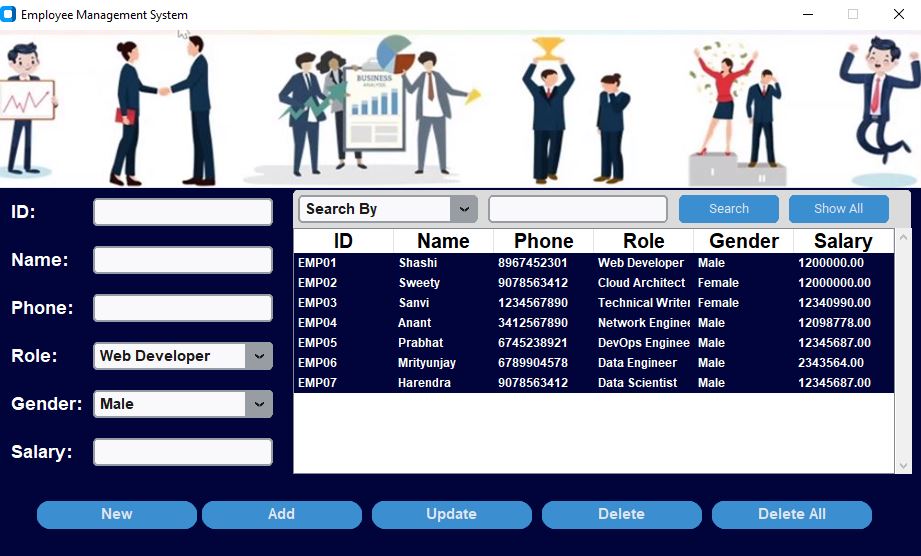 Employee Management System
BUSINESS
ANALYSIS
ID:
Name:
Phone:
Role: Web Developer
Gender: Male
Salary:
Search By Search Show All
ID Name Phone Role Gender Salary
EMP01 Shashi 8967452301 Web Developer Male 1200000.00
EMP02 Sweety 9078563412 Cloud Architect Female 12000000.00
EMP03 Sanvi 1234567890 Technical Writer Female 12340990.00
EMP04 Anant 3412567890 Network Enginee Male 12098778.00
EMP05 Prabhat 6745238921 DevOps Enginee Male 12345687.00
EMP06 Mrityunjay 6789904578 Data Engineer Male 2343564.00
EMP07 Harendra 9078563412 Data Scientist Male 12345687.00
New Add Update Delete Delete All